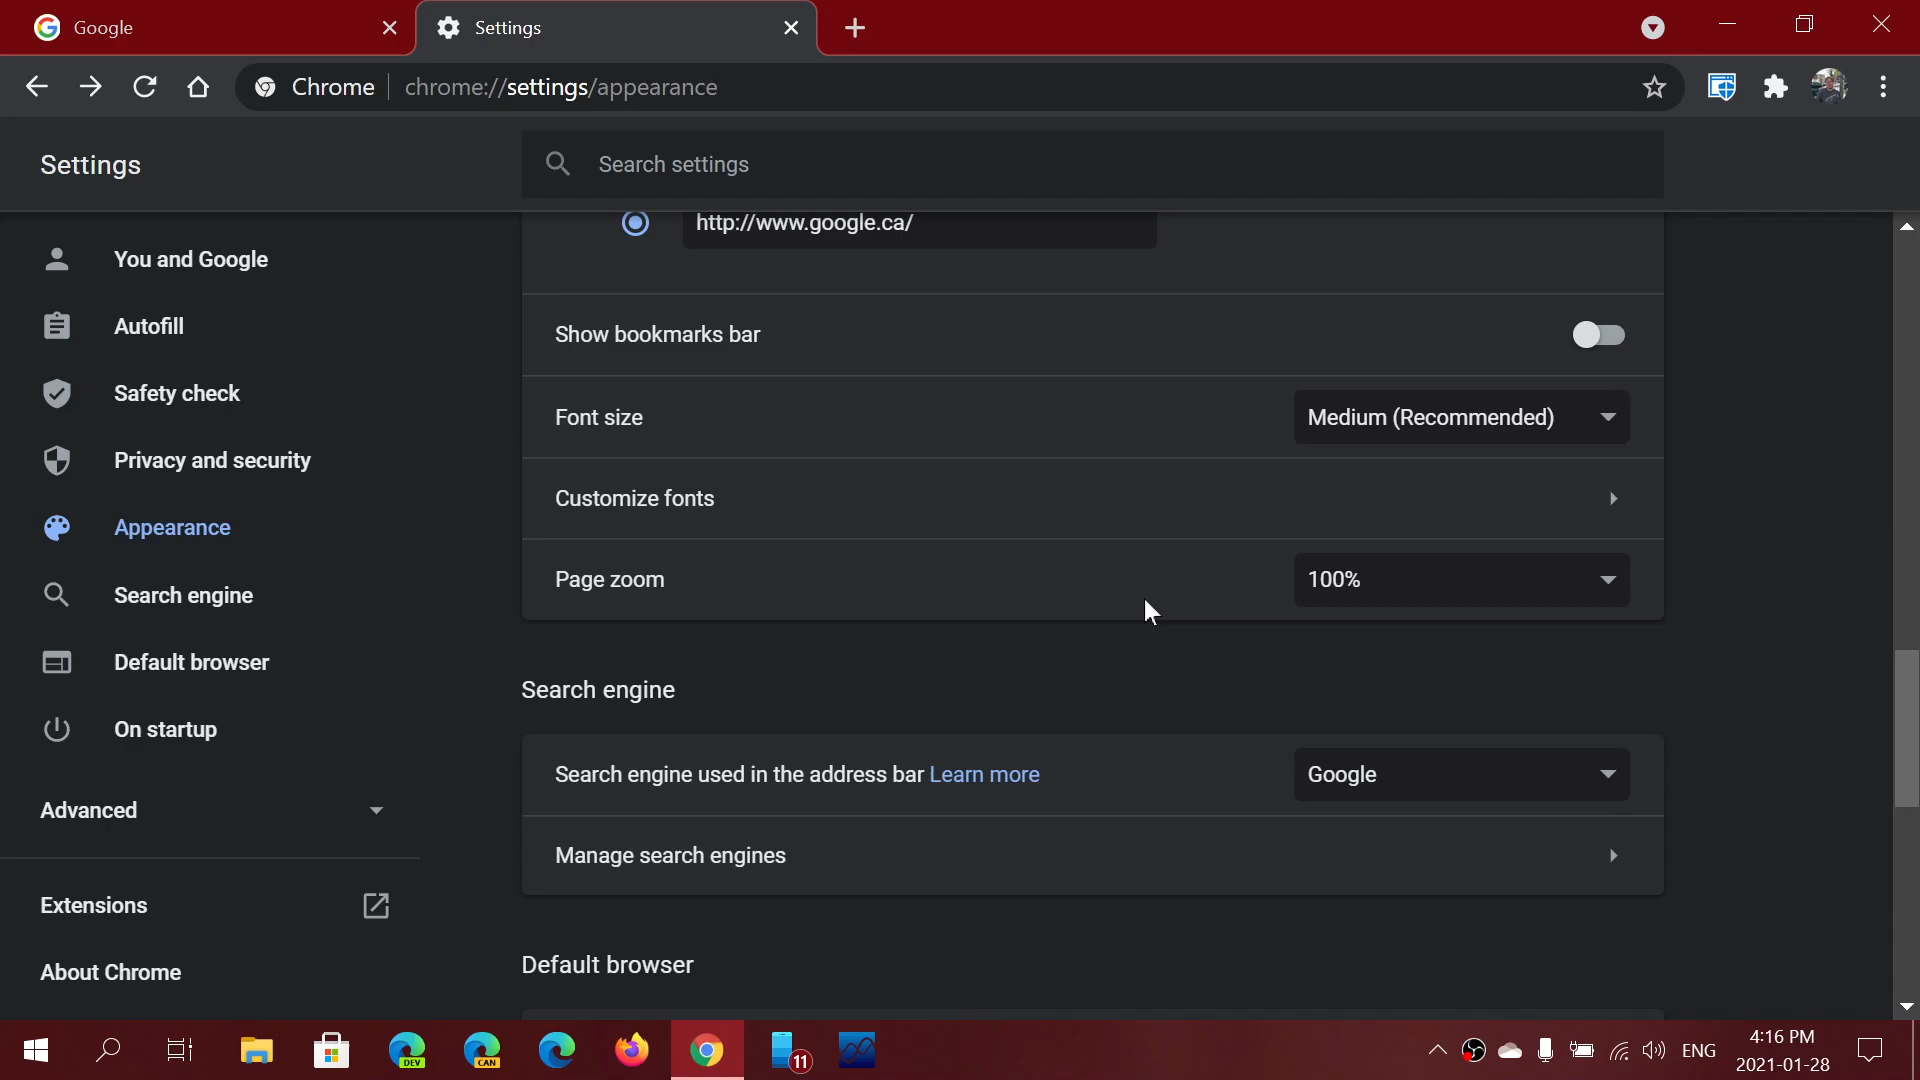 Google
Settings
Chrome
chrome://settings/appearance
Settings
Search settings
You and Google
Autofill
Safety check
Privacy and security
Appearance
Search engine
Default browser
On startup
Advanced
Extensions
About Chrome
http://www.google.ca/
Show bookmarks bar
Font size
Medium (Recommended)
Customize fonts
Page zoom
100%
Search engine
Search engine used in the address bar Learn more
Google
Manage search engines
Default browser
DEV
CAN
11
ENG
4:16 PM
2021-01-28